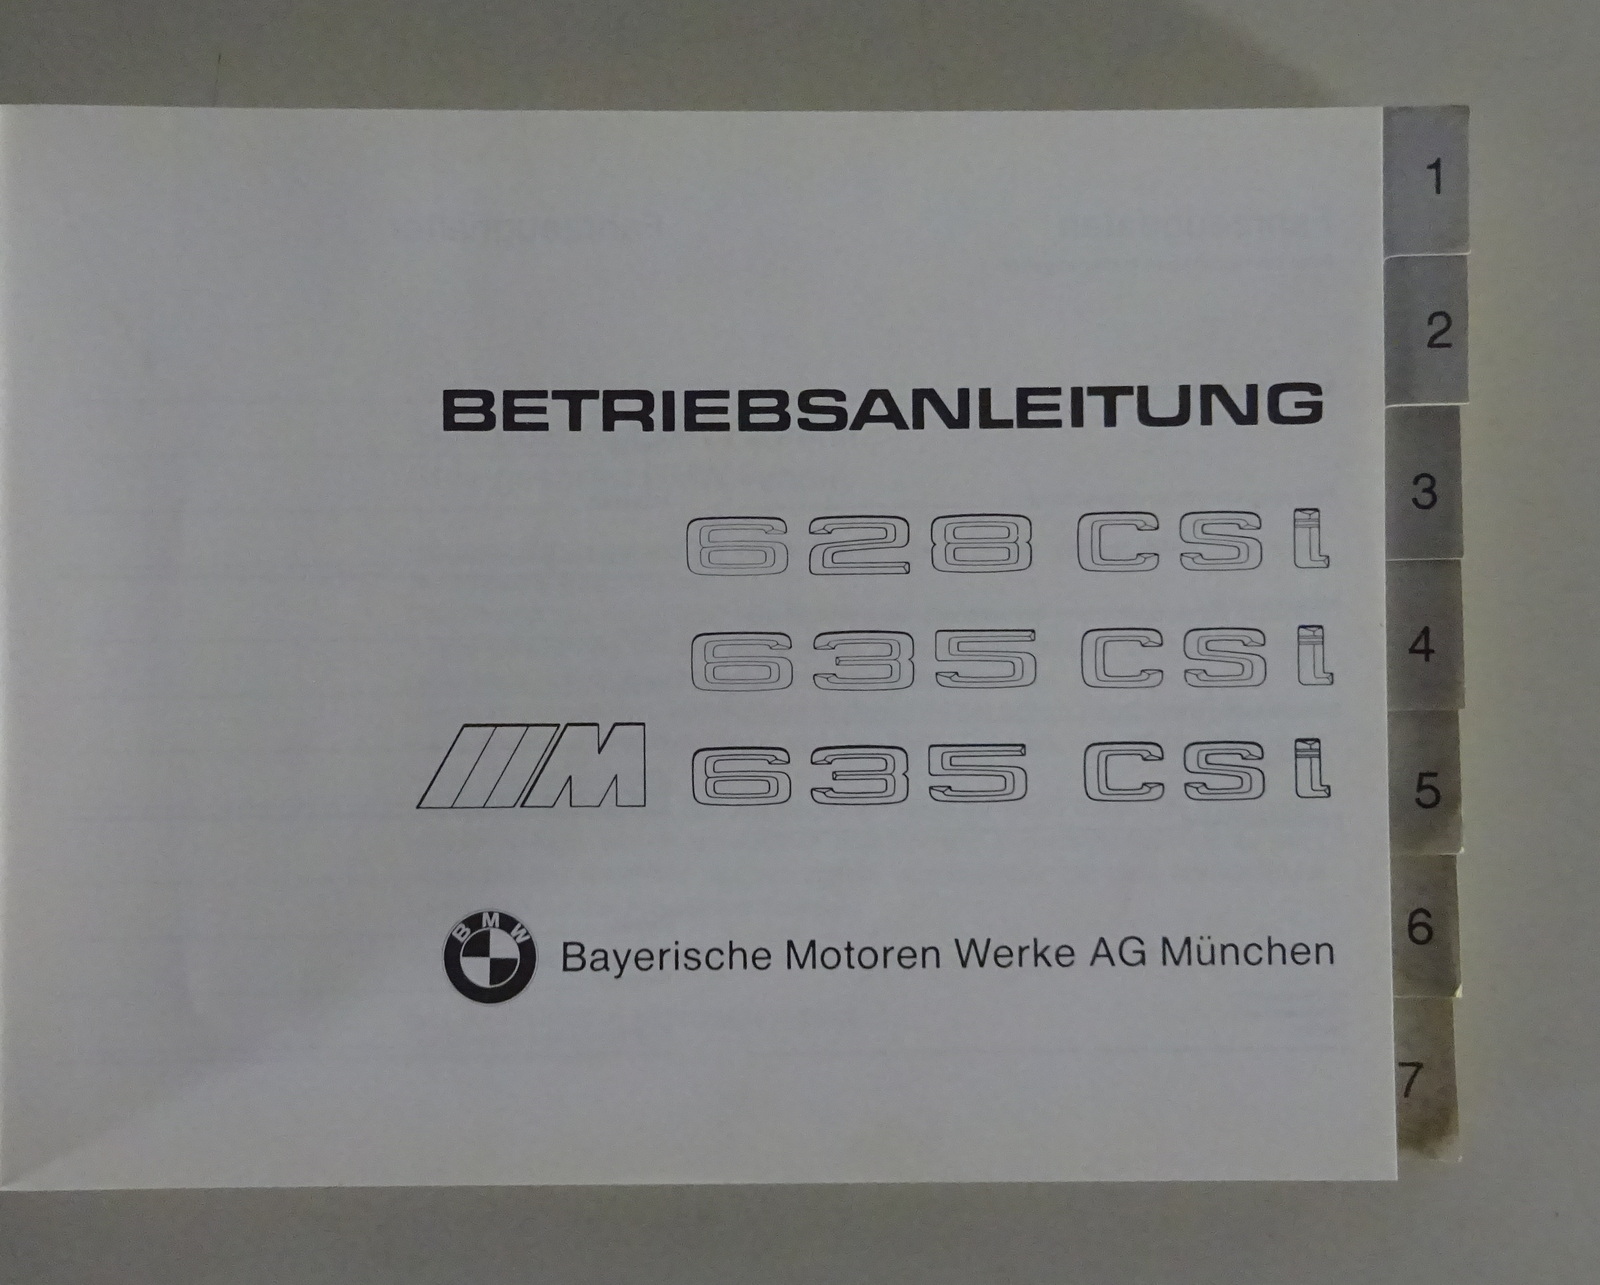 BETRIEBSANLEITUNG
628 CSi
635 CSi
M 635 CSi
BMW
Bayerische Motoren Werke AG München
1
2
3
4
5
6
7